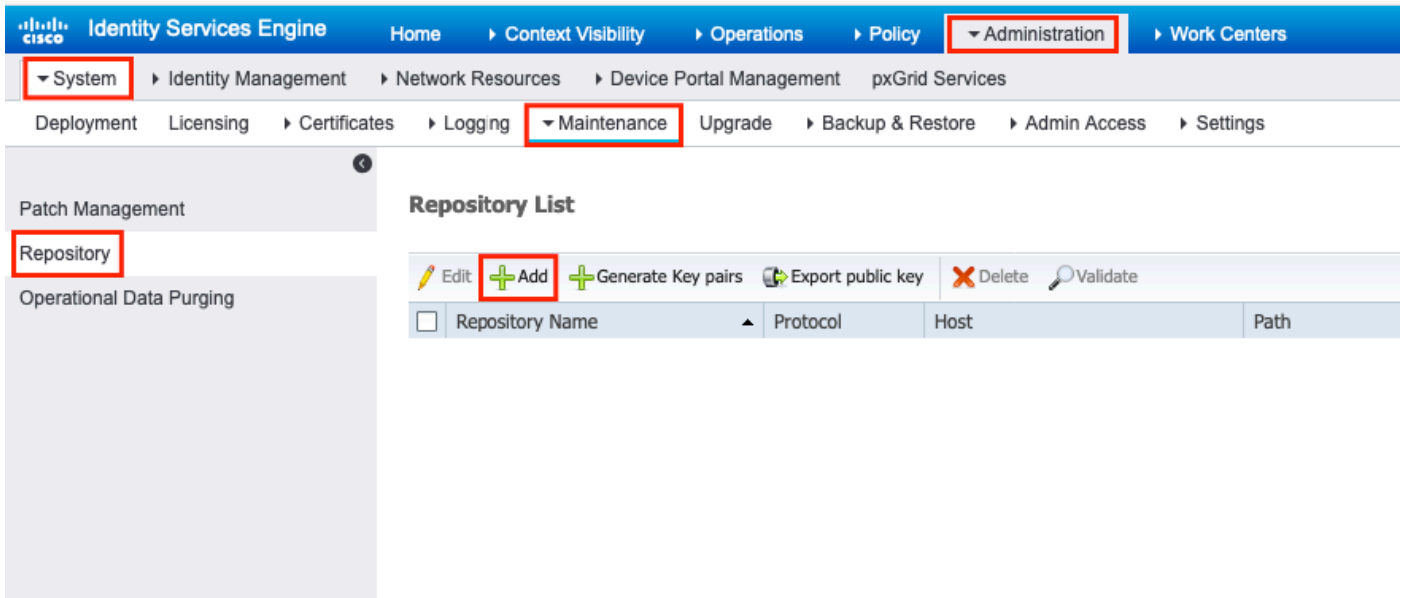 cisco Identity Services Engine Home Context Visibility Operations Policy Administration Work Centers
System Identity Management Network Resources Device Portal Management pxGrid Services
Deployment Licensing Certificates Logging Maintenance Upgrade Backup & Restore Admin Access Settings
Patch Management
Repository
Operational Data Purging
Repository List
Edit Add Generate Key pairs Export public key Delete Validate
Repository Name Protocol Host Path